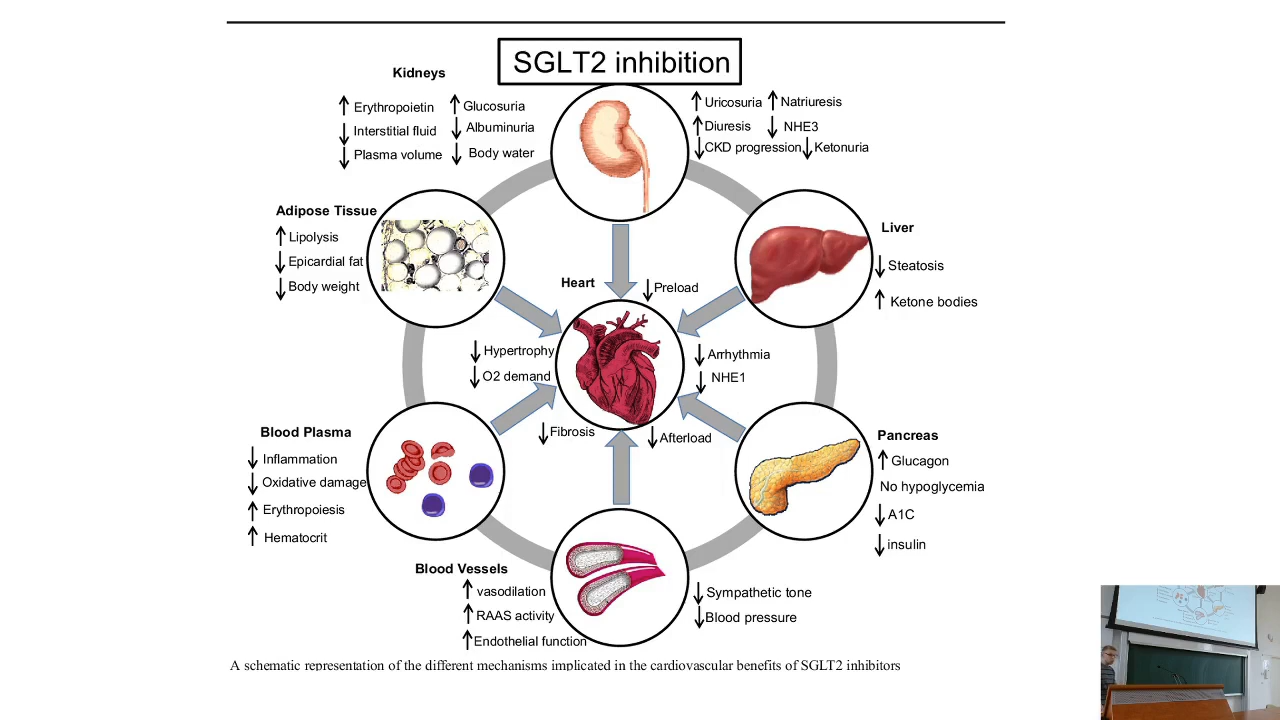 SGLT2 inhibition
Kidneys
↑ Erythropoietin ↑ Glucosuria
↓ Interstitial fluid ↓ Albuminuria
↓ Plasma volume ↓ Body water
↑ Uricosuria ↑ Natriuresis
↑ Diuresis ↓ NHE3
↓ CKD progression ↓ Ketonuria
Adipose Tissue
↑ Lipolysis
↓ Epicardial fat
↓ Body weight
Liver
↓ Steatosis
↑ Ketone bodies
Heart
↓ Preload
↓ Hypertrophy
↓ O2 demand
↓ Arrhythmia
↓ NHE1
↓ Fibrosis
↓ Afterload
Blood Plasma
↓ Inflammation
↓ Oxidative damage
↑ Erythropoiesis
↑ Hematocrit
Pancreas
↑ Glucagon
No hypoglycemia
↓ A1C
↓ insulin
Blood Vessels
↑ vasodilation
↑ RAAS activity
↑ Endothelial function
↓ Sympathetic tone
↓ Blood pressure
A schematic representation of the different mechanisms implicated in the cardiovascular benefits of SGLT2 inhibitors